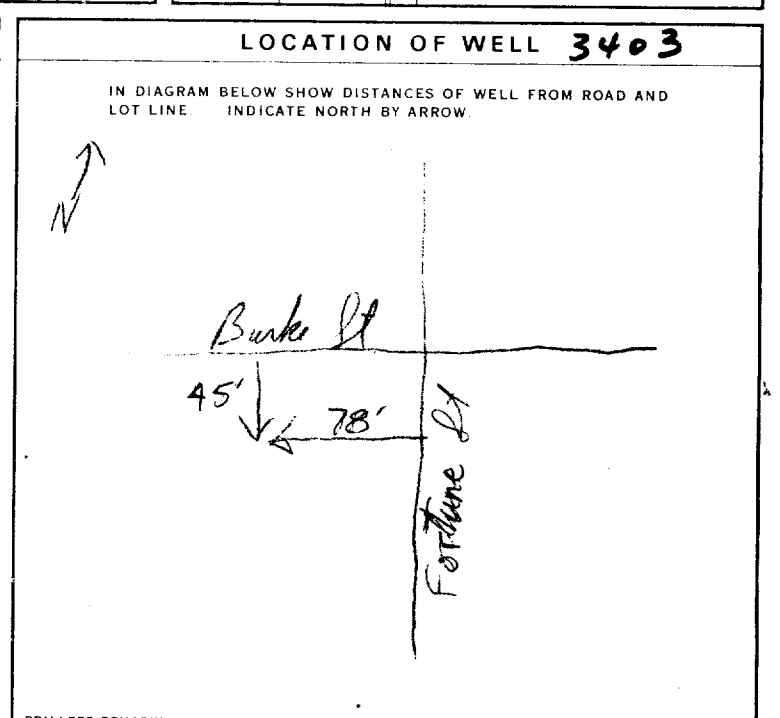 LOCATION OF WELL 3403
IN DIAGRAM BELOW SHOW DISTANCES OF WELL FROM ROAD AND
LOT LINE. INDICATE NORTH BY ARROW.
N
Burke St
45'
78'
Fortune St